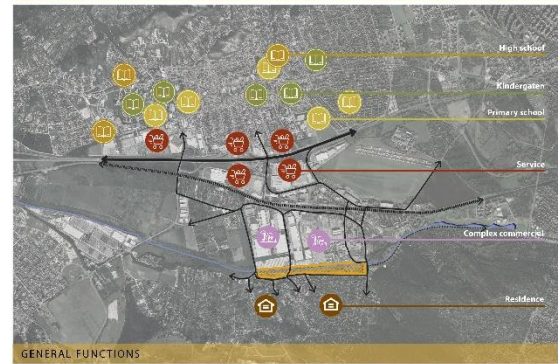 High school
Kindergaten
Primary school
Service
Complex commercial
Residence
GENERAL FUNCTIONS